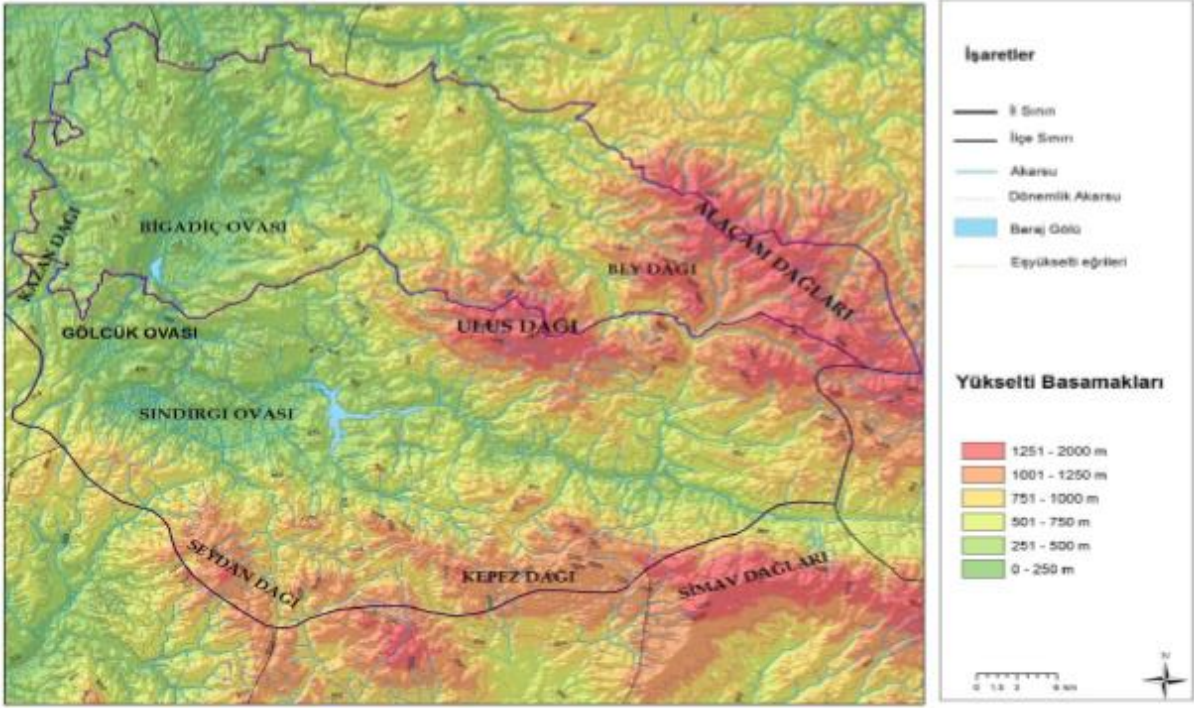 BİGADİÇ OVASI
KAZAN DAĞI
GÖLCÜK OVASI
ALAÇAM DAĞLARI
BEY DAĞI
ULUS DAĞI
SINDIRGI OVASI
SEYDAN DAĞI
KEPEZ DAĞI
SİMAV DAĞLARI
İşaretler
İl Sınırı
İlçe Sınırı
Akarsu
Dönemlik Akarsu
Baraj Gölü
Eşyükselti eğrileri
Yükselti Basamakları
1251 - 2000 m
1001 - 1250 m
751 - 1000 m
501 - 750 m
251 - 500 m
0 - 250 m
N
0 1.5 3 6 km